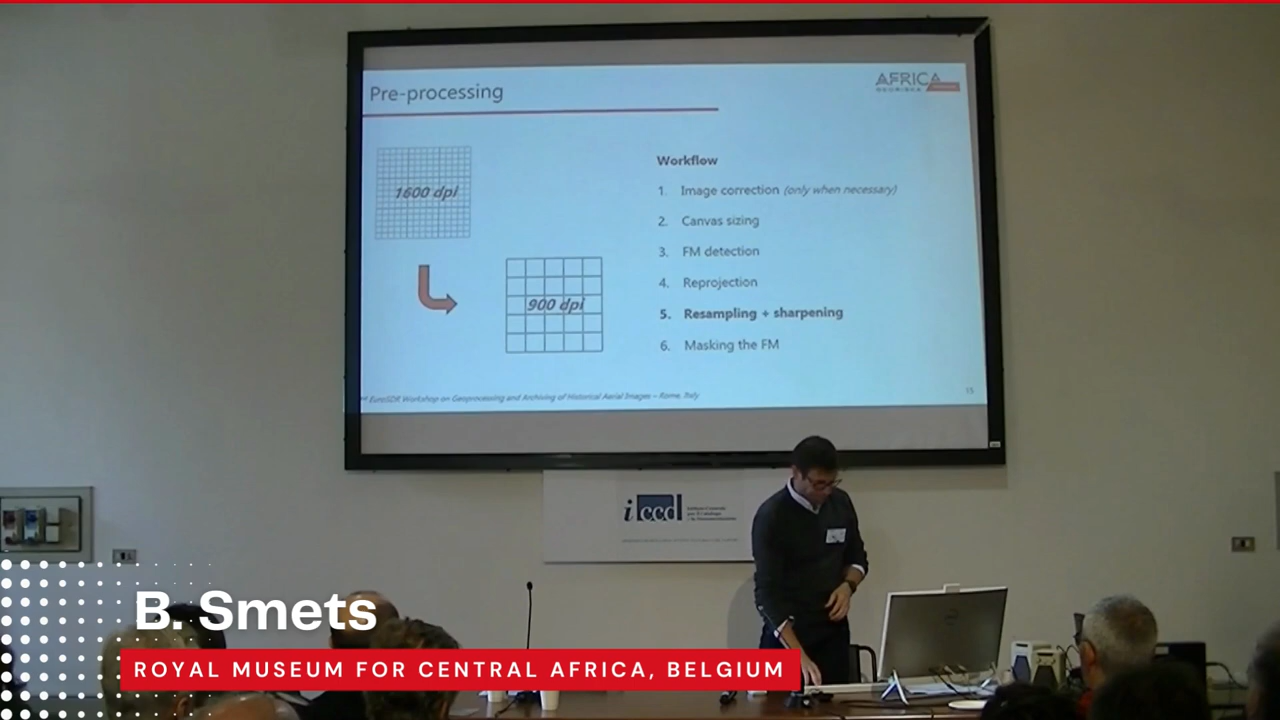 Pre-processing
AFRICA
1600 dpi
900 dpi
Workflow
1. Image correction (only when necessary)
2. Canvas sizing
3. FM detection
4. Reprojection
5. Resampling + sharpening
6. Masking the FM
EuroSDR Workshop on Geoprocessing and Archiving of Historical Aerial Images – Rome, Italy
15
iccd
B. Smets
ROYAL MUSEUM FOR CENTRAL AFRICA, BELGIUM